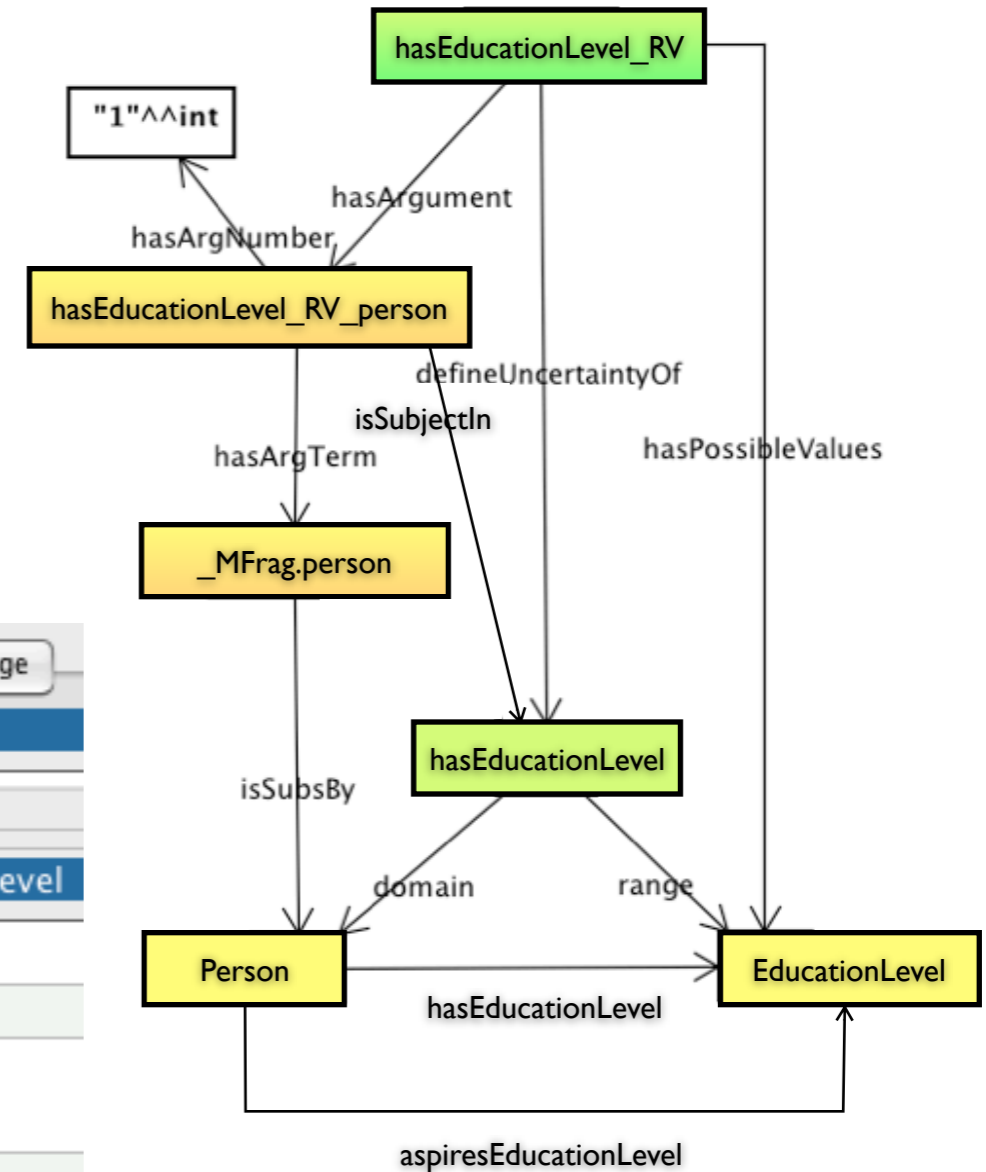 hasEducationLevel_RV
"1"^^int
hasArgument
hasArgNumber
hasEducationLevel_RV_person
defineUncertaintyOf
isSubjectIn
hasPossibleValues
hasArgTerm
_MFrag.person
ge
hasEducationLevel
isSubsBy
evel
domain
range
Person
EducationLevel
hasEducationLevel
aspiresEducationLevel